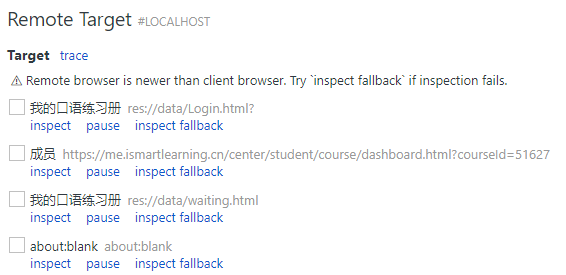 Remote Target #LOCALHOST
Target trace
⚠ Remote browser is newer than client browser. Try `inspect fallback` if inspection fails.
我的口语练习册 res://data/Login.html?
inspect pause inspect fallback
成员 https://me.ismartlearning.cn/center/student/course/dashboard.html?courseId=51627
inspect pause inspect fallback
我的口语练习册 res://data/waiting.html
inspect pause inspect fallback
about:blank about:blank
inspect pause inspect fallback